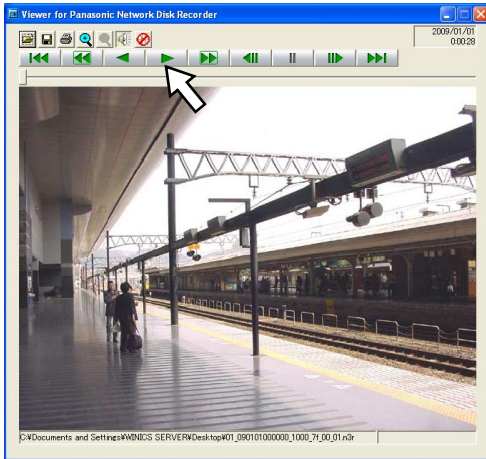 Viewer for Panasonic Network Disk Recorder
2009/01/01
0:00:28
C:¥Documents and Settings¥WINICS SERVER¥Desktop¥01_090101000000_1000_7f_00_01.n3r